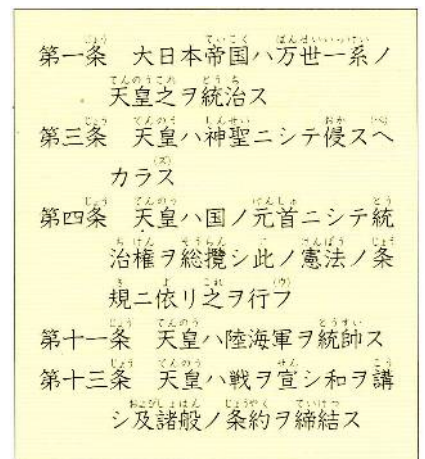 第一条　大日本帝国ハ万世一系ノ
天皇之ヲ統治ス
第三条　天皇ハ神聖ニシテ侵スヘ
カラス
第四条　天皇ハ国ノ元首ニシテ統
治権ヲ総攬シ此ノ憲法ノ条
規ニ依リ之ヲ行フ
第十一条　天皇ハ陸海軍ヲ統帥ス
第十三条　天皇ハ戦ヲ宣シ和ヲ講
シ及諸般ノ条約ヲ締結ス